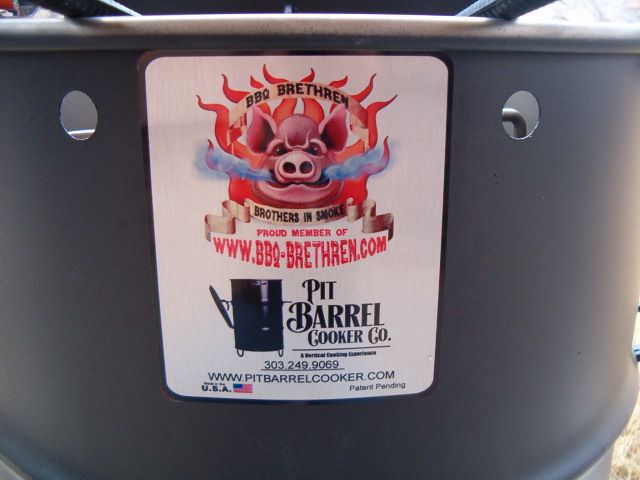 BBQ BRETHREN
BROTHERS IN SMOKE
PROUD MEMBER OF
WWW.BBQ-BRETHREN.COM
PIT
BARREL
COOKER CO.
A Vertical Cooking Experience
303.249.9069
WWW.PITBARRELCOOKER.COM
Made in the
U.S.A.
Patent Pending